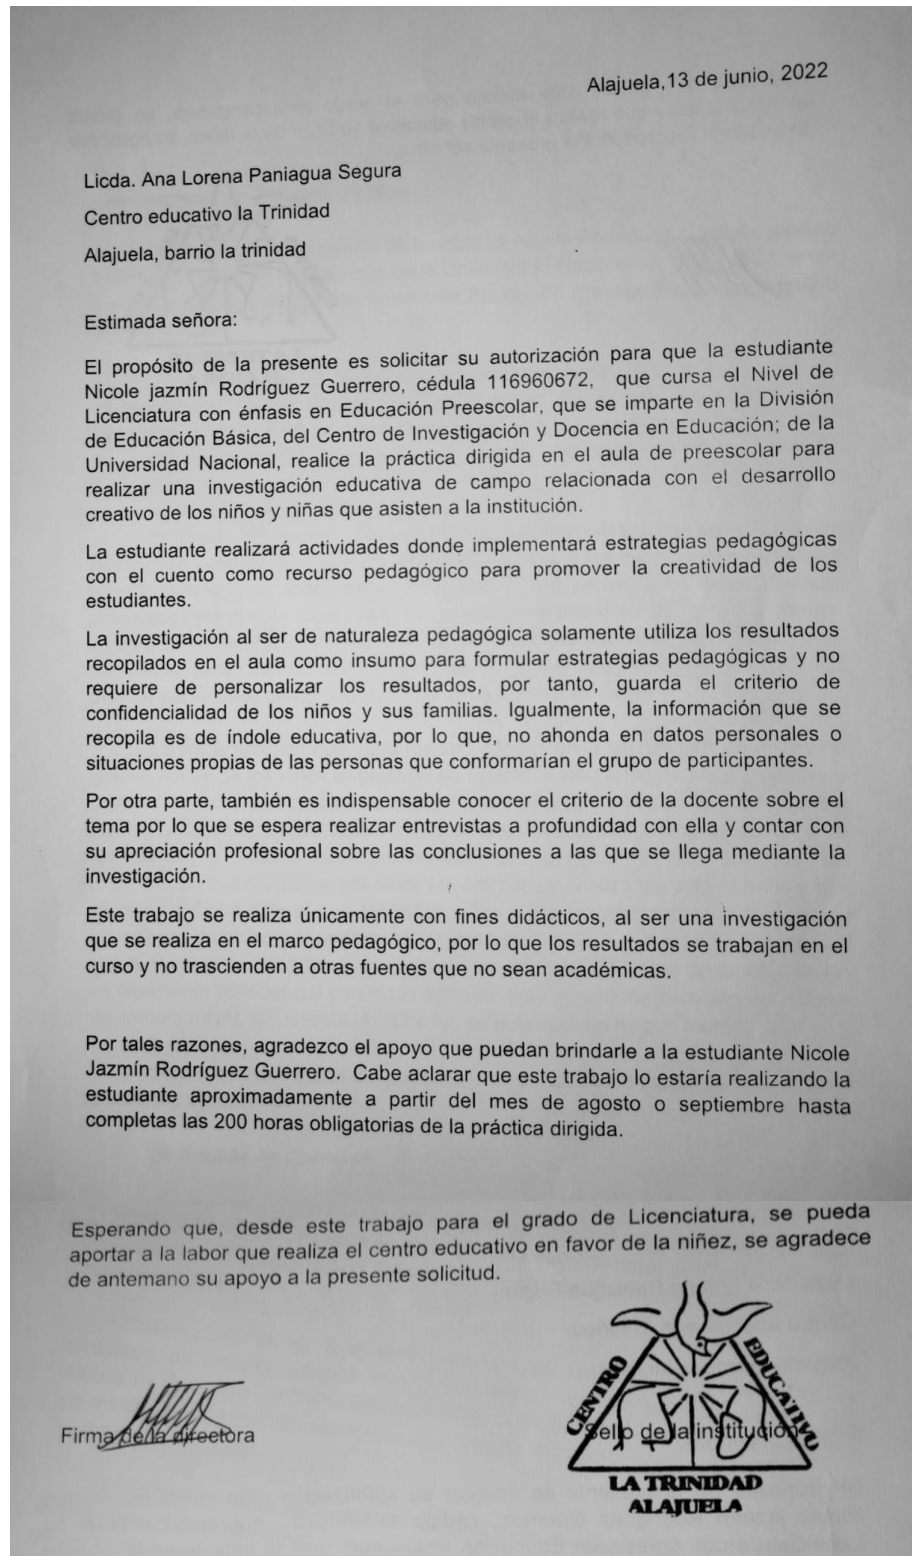 Alajuela,13 de junio, 2022
Licda. Ana Lorena Paniagua Segura
Centro educativo la Trinidad
Alajuela, barrio la trinidad
Estimada señora:
El propósito de la presente es solicitar su autorización para que la estudiante
Nicole jazmín Rodríguez Guerrero, cédula 116960672, que cursa el Nivel de
Licenciatura con énfasis en Educación Preescolar, que se imparte en la División
de Educación Básica, del Centro de Investigación y Docencia en Educación; de la
Universidad Nacional, realice la práctica dirigida en el aula de preescolar para
realizar una investigación educativa de campo relacionada con el desarrollo
creativo de los niños y niñas que asisten a la institución.
La estudiante realizará actividades donde implementará estrategias pedagógicas
con el cuento como recurso pedagógico para promover la creatividad de los
estudiantes.
La investigación al ser de naturaleza pedagógica solamente utiliza los resultados
recopilados en el aula como insumo para formular estrategias pedagógicas y no
requiere de personalizar los resultados, por tanto, guarda el criterio de
confidencialidad de los niños y sus familias. Igualmente, la información que se
recopila es de índole educativa, por lo que, no ahonda en datos personales o
situaciones propias de las personas que conformarían el grupo de participantes.
Por otra parte, también es indispensable conocer el criterio de la docente sobre el
tema por lo que se espera realizar entrevistas a profundidad con ella y contar con
su apreciación profesional sobre las conclusiones a las que se llega mediante la
investigación.
Este trabajo se realiza únicamente con fines didácticos, al ser una investigación
que se realiza en el marco pedagógico, por lo que los resultados se trabajan en el
curso y no trascienden a otras fuentes que no sean académicas.
Por tales razones, agradezco el apoyo que puedan brindarle a la estudiante Nicole
Jazmín Rodríguez Guerrero. Cabe aclarar que este trabajo lo estaría realizando la
estudiante aproximadamente a partir del mes de agosto o septiembre hasta
completas las 200 horas obligatorias de la práctica dirigida.
Esperando que, desde este trabajo para el grado de Licenciatura, se pueda
aportar a la labor que realiza el centro educativo en favor de la niñez, se agradece
de antemano su apoyo a la presente solicitud.
Firma de la directora
Sello de la institución
CENTRO EDUCATIVO
LA TRINIDAD
ALAJUELA